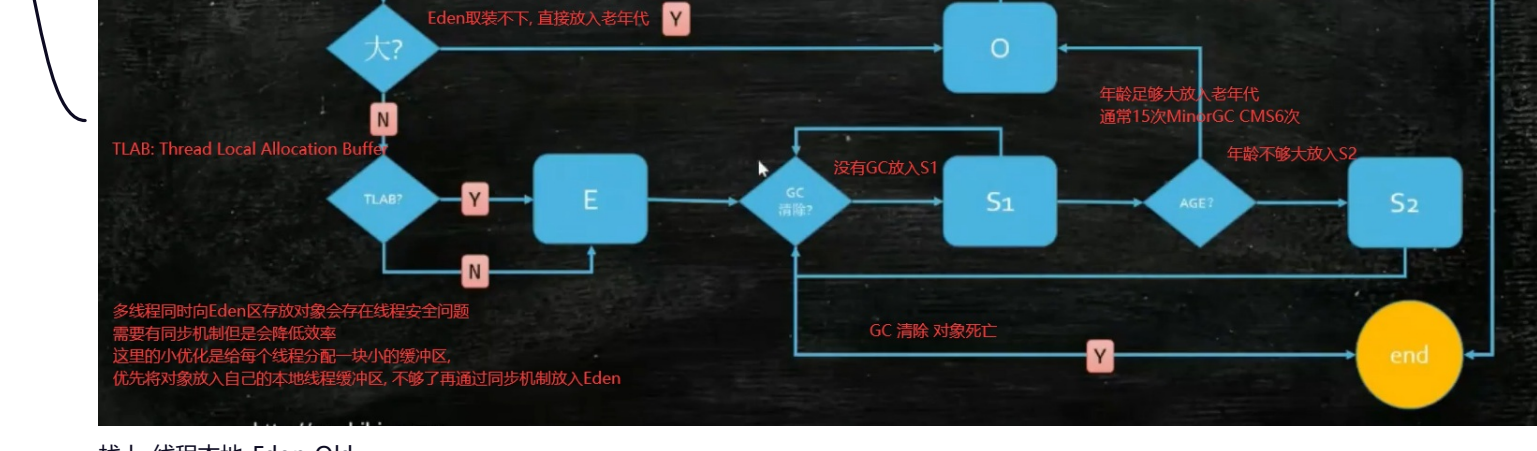 Eden取装不下, 直接放入老年代
Y
大?
O
年龄足够大放入老年代
通常15次MinorGC CMS6次
N
TLAB: Thread Local Allocation Buffer
没有GC放入S1
年龄不够大放入S2
TLAB?
Y
E
GC
清除?
S1
AGE?
S2
N
多线程同时向Eden区存放对象会存在线程安全问题
需要有同步机制但是会降低效率
这里的小优化是给每个线程分配一块小的缓冲区,
优先将对象放入自己的本地线程缓冲区, 不够了再通过同步机制放入Eden
GC 清除 对象死亡
Y
end
线程本地 Eden Old